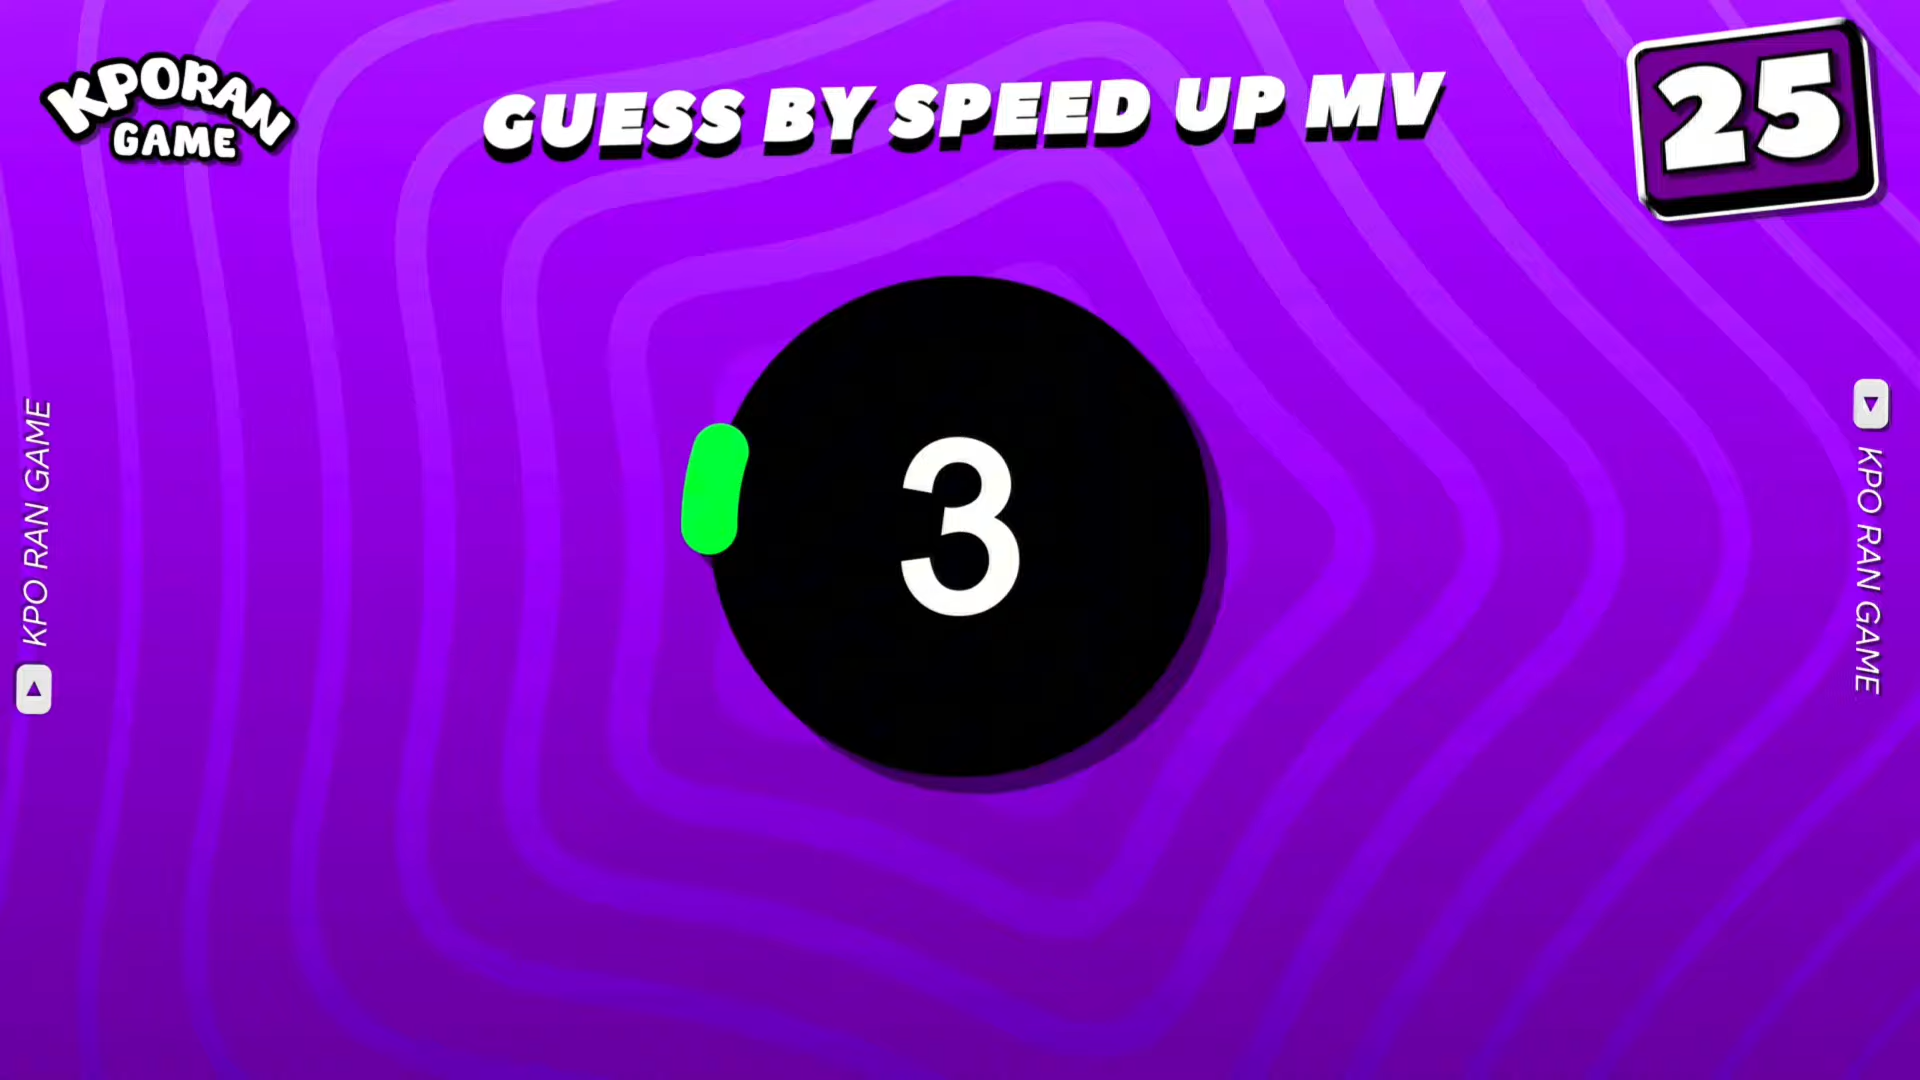 KPORAN
GAME
GUESS BY SPEED UP MV
25
3
KPO RAN GAME
KPO RAN GAME